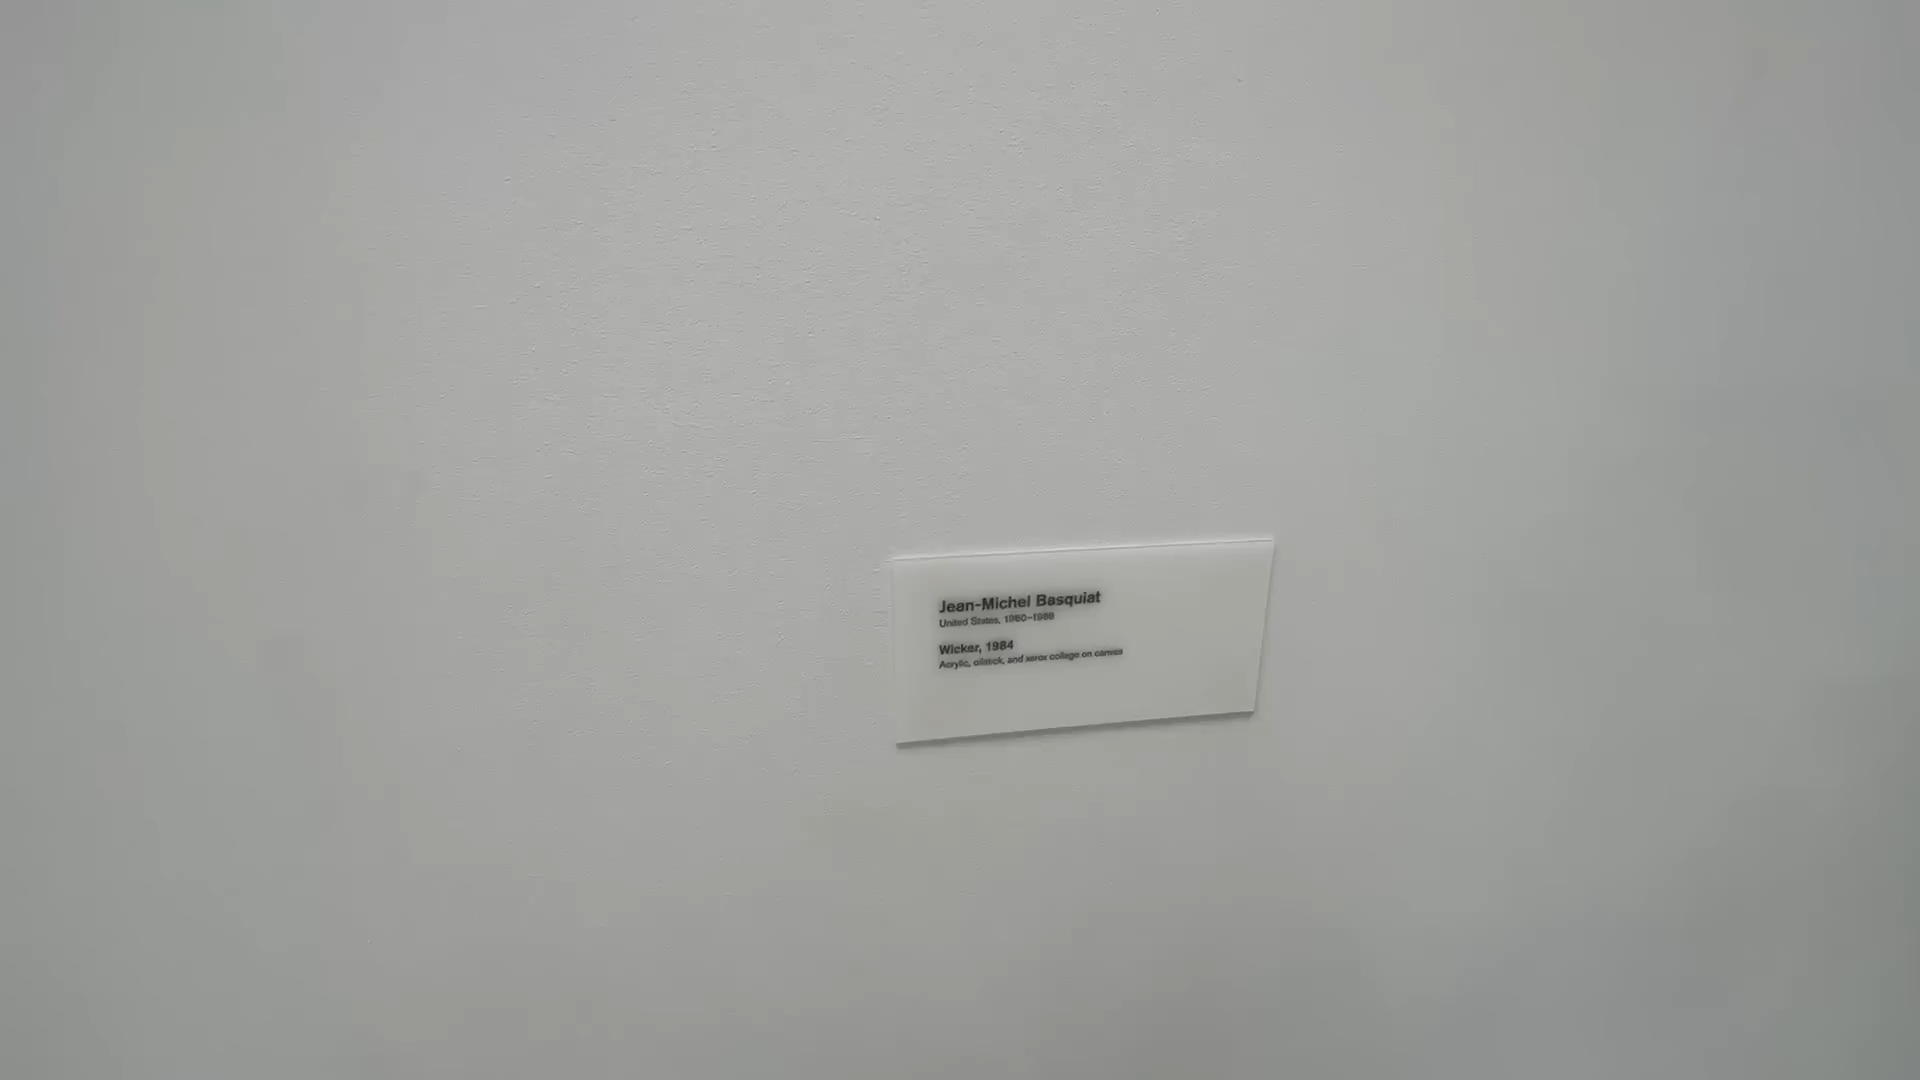 Jean-Michel Basquiat
United States, 1960–1988
Wicker, 1984
Acrylic, oilstick, and xerox collage on canvas